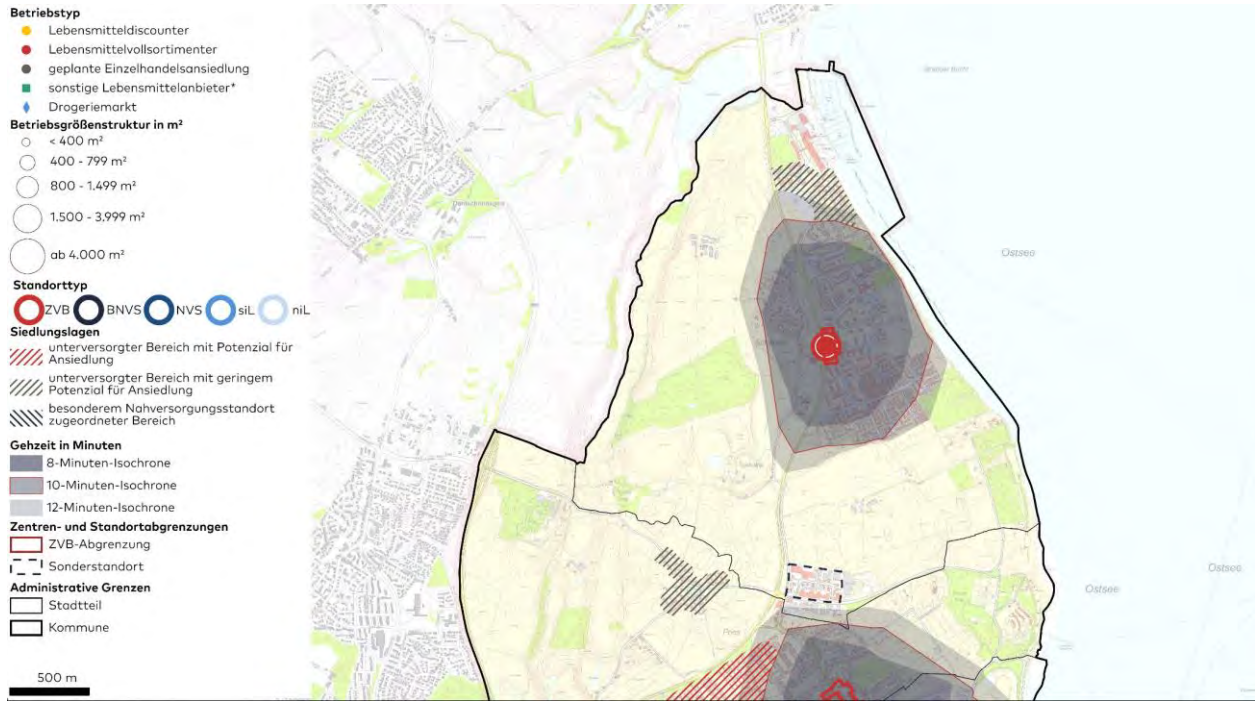 Betriebstyp
Lebensmitteldiscounter
Lebensmittelvollsortimenter
geplante Einzelhandelsansiedlung
sonstige Lebensmittelanbieter*
Drogeriemarkt
Betriebsgrößenstruktur in m²
< 400 m²
400 - 799 m²
800 - 1.499 m²
1.500 - 3.999 m²
ab 4.000 m²
Standorttyp
ZVB BNVS NVS siL niL
Siedlungslagen
unterversorgter Bereich mit Potenzial für
Ansiedlung
unterversorgter Bereich mit geringem
Potenzial für Ansiedlung
besonderem Nahversorgungsstandort
zugeordneter Bereich
Gehzeit in Minuten
8-Minuten-Isochrone
10-Minuten-Isochrone
12-Minuten-Isochrone
Zentren- und Standortabgrenzungen
ZVB-Abgrenzung
Sonderstandort
Administrative Grenzen
Stadtteil
Kommune
500 m
Ostsee
Ostsee
Ostsee